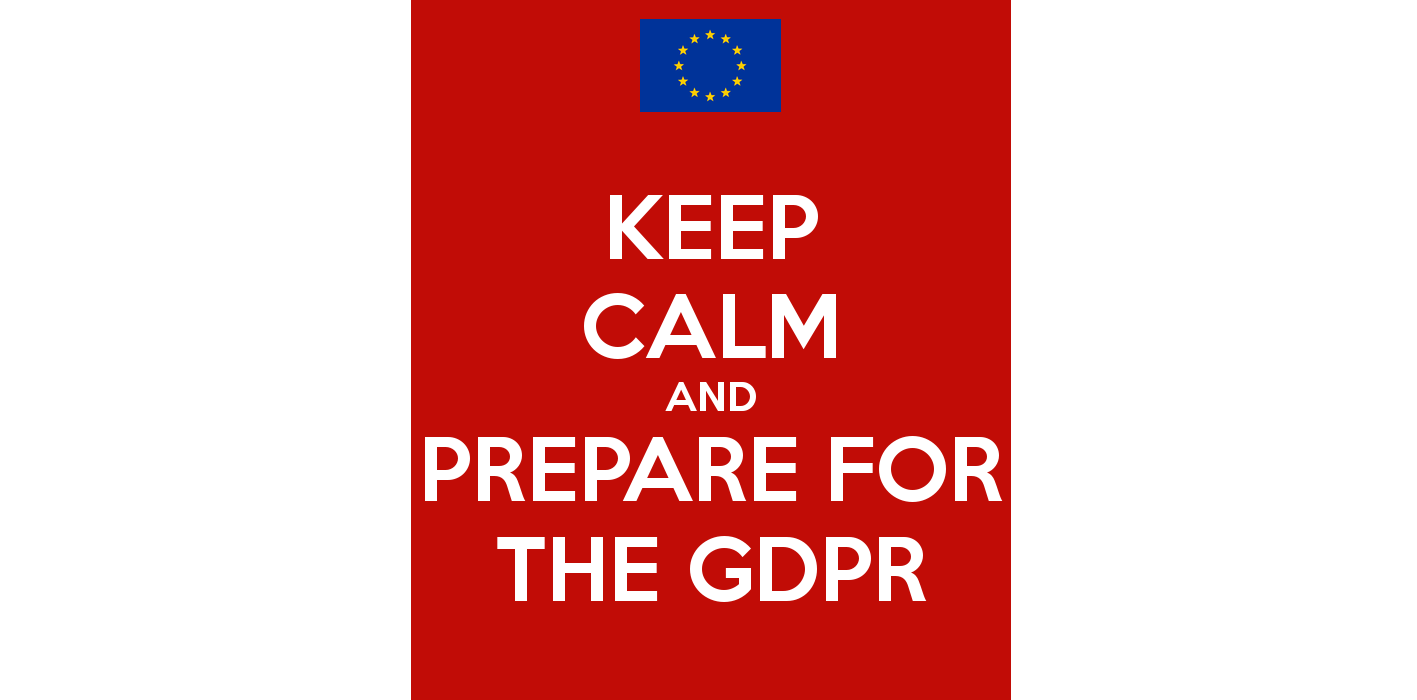 KEEP
CALM
AND
PREPARE FOR
THE GDPR